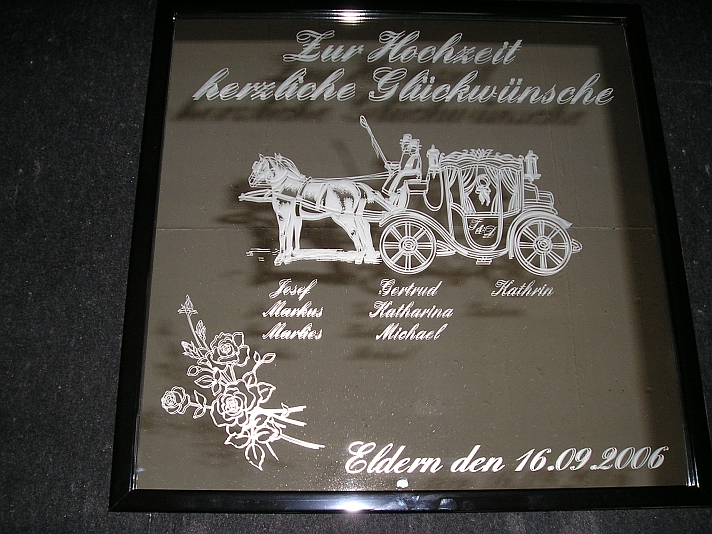 Zur Hochzeit
herzliche Glückwünsche
J & D
Josef Gertrud Kathrin
Markus Katharina
Marlies Michael
Eldern den 16.09.2006